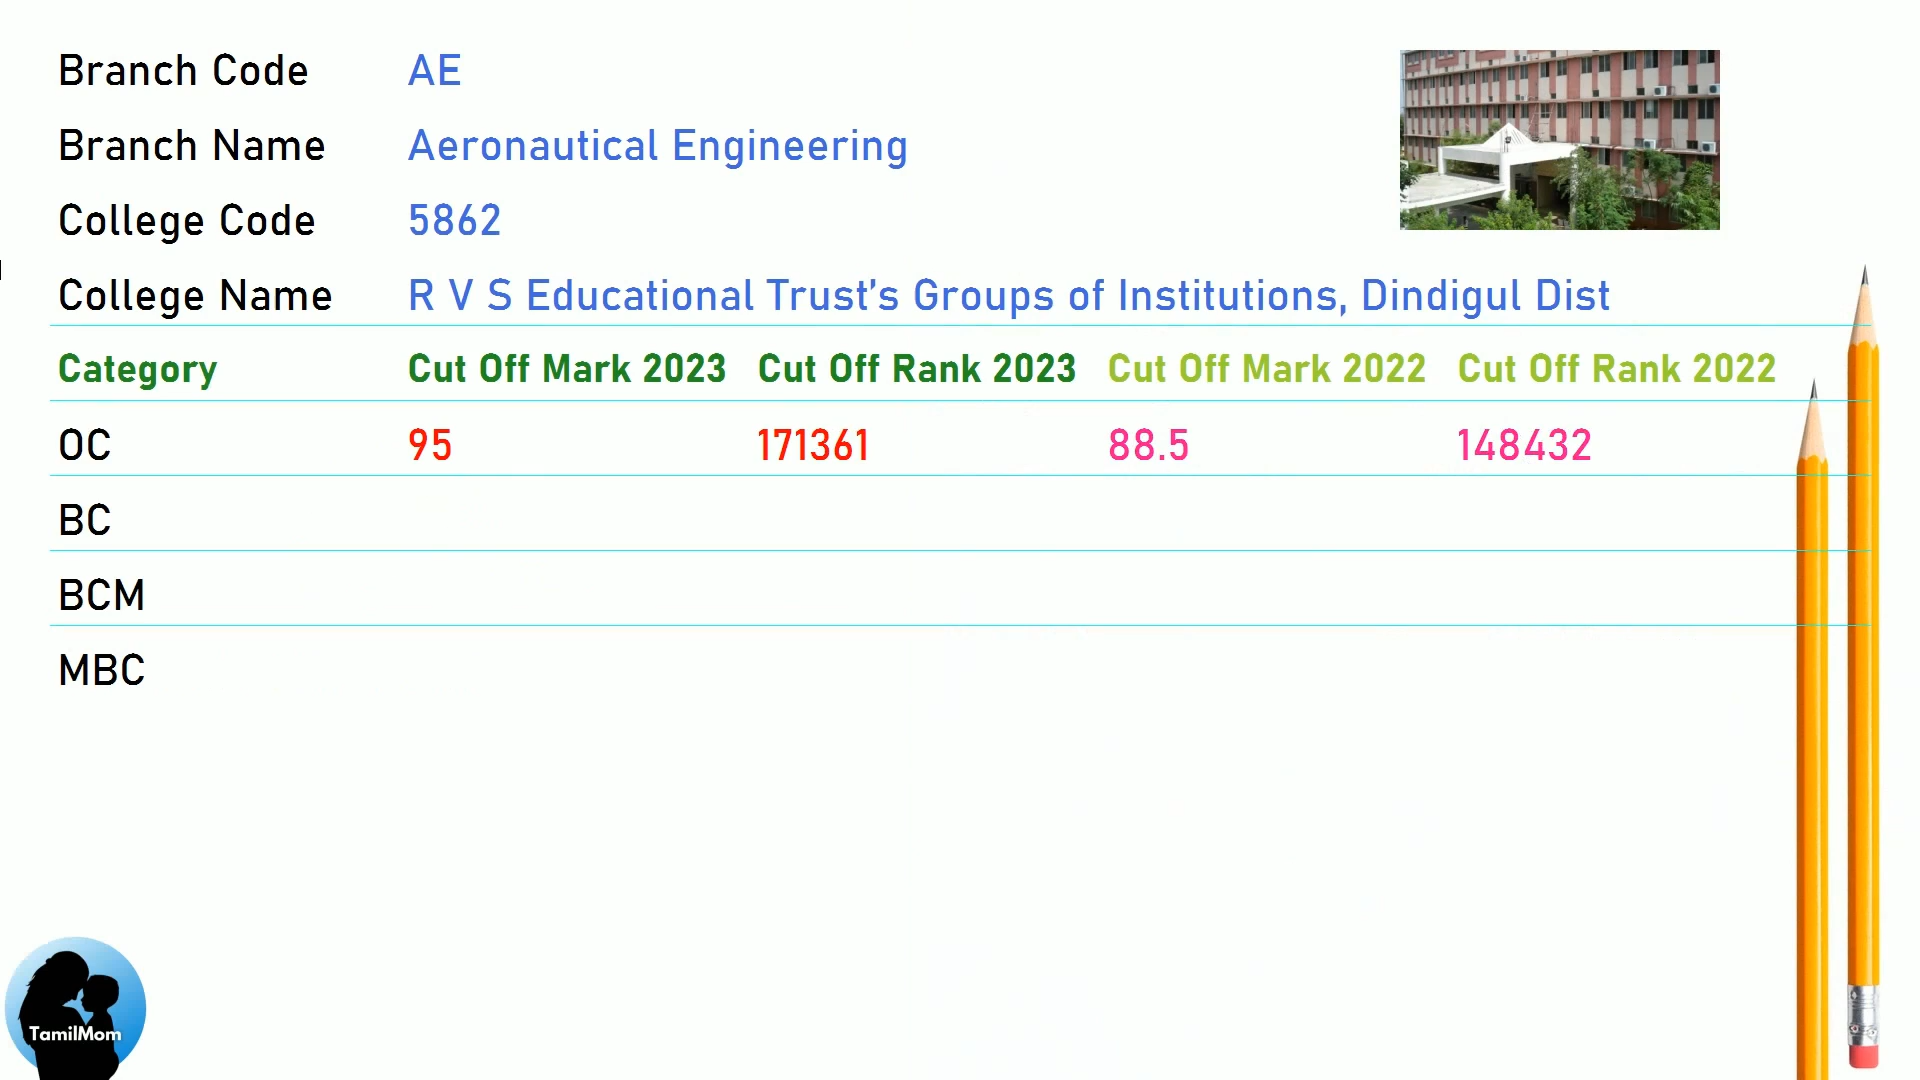 Branch Code AE
Branch Name Aeronautical Engineering
College Code 5862
College Name R V S Educational Trust's Groups of Institutions, Dindigul Dist
Category Cut Off Mark 2023 Cut Off Rank 2023 Cut Off Mark 2022 Cut Off Rank 2022
OC 95 171361 88.5 148432
BC
BCM
MBC
TamilMom